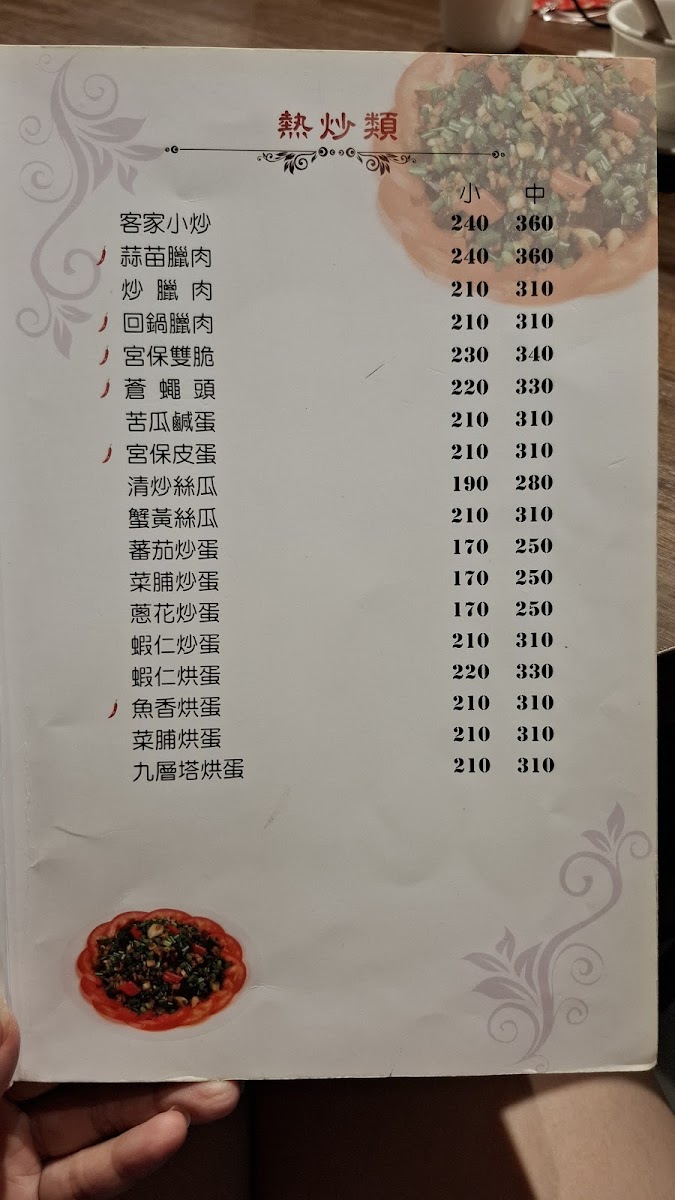 熱炒類
小 中
客家小炒 240 360
蒜苗臘肉 240 360
炒臘肉 210 310
回鍋臘肉 210 310
宮保雙脆 230 340
蒼蠅頭 220 330
苦瓜鹹蛋 210 310
宮保皮蛋 210 310
清炒絲瓜 190 280
蟹黃絲瓜 210 310
蕃茄炒蛋 170 250
菜脯炒蛋 170 250
蔥花炒蛋 170 250
蝦仁炒蛋 210 310
蝦仁烘蛋 220 330
魚香烘蛋 210 310
菜脯烘蛋 210 310
九層塔烘蛋 210 310